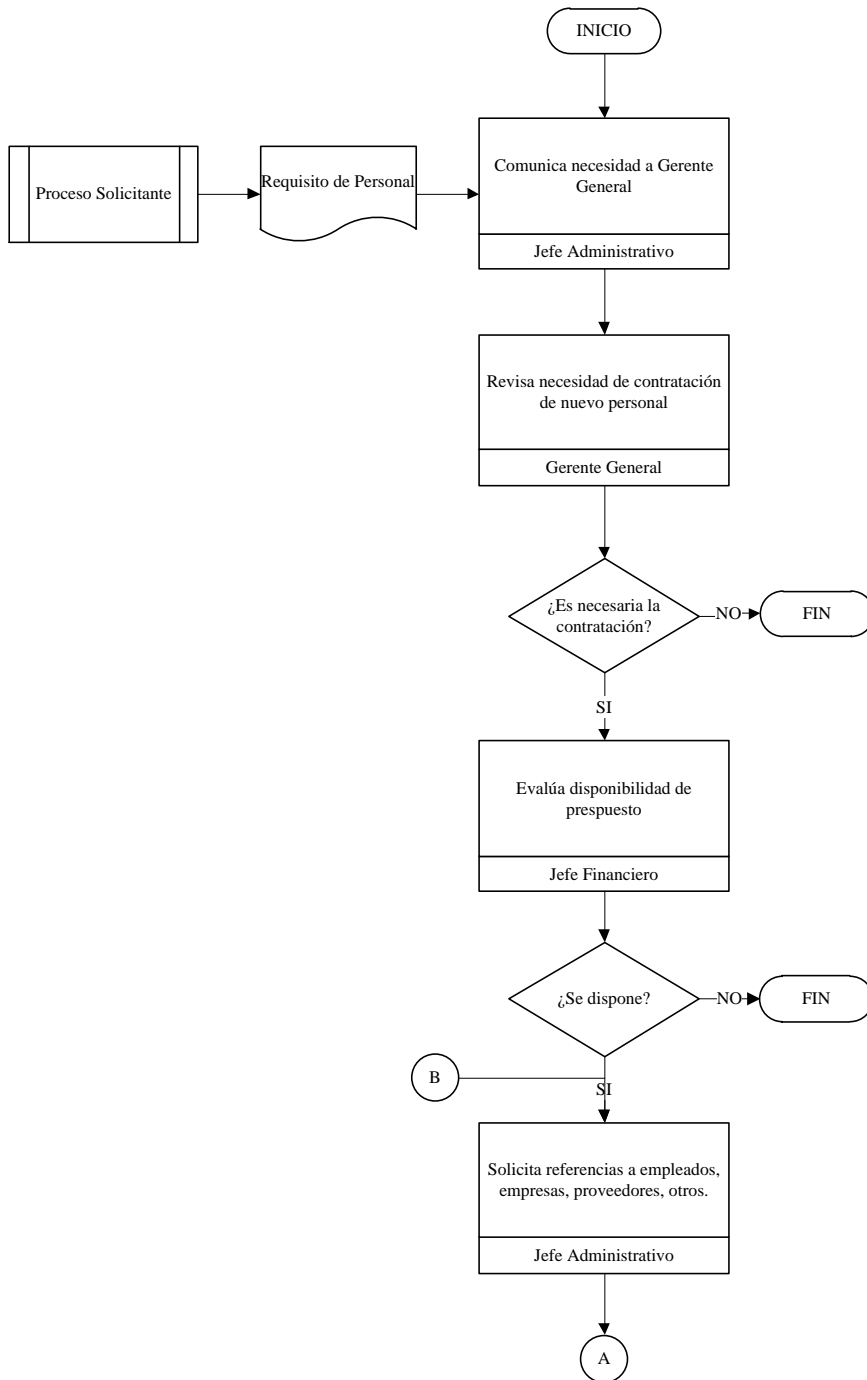 INICIO
Proceso Solicitante
Requisito de Personal
Comunica necesidad a Gerente
General
Jefe Administrativo
Revisa necesidad de contratación
de nuevo personal
Gerente General
¿Es necesaria la
contratación?
NO
FIN
SI
Evalúa disponibilidad de
prespuesto
Jefe Financiero
¿Se dispone?
NO
FIN
B
SI
Solicita referencias a empleados,
empresas, proveedores, otros.
Jefe Administrativo
A